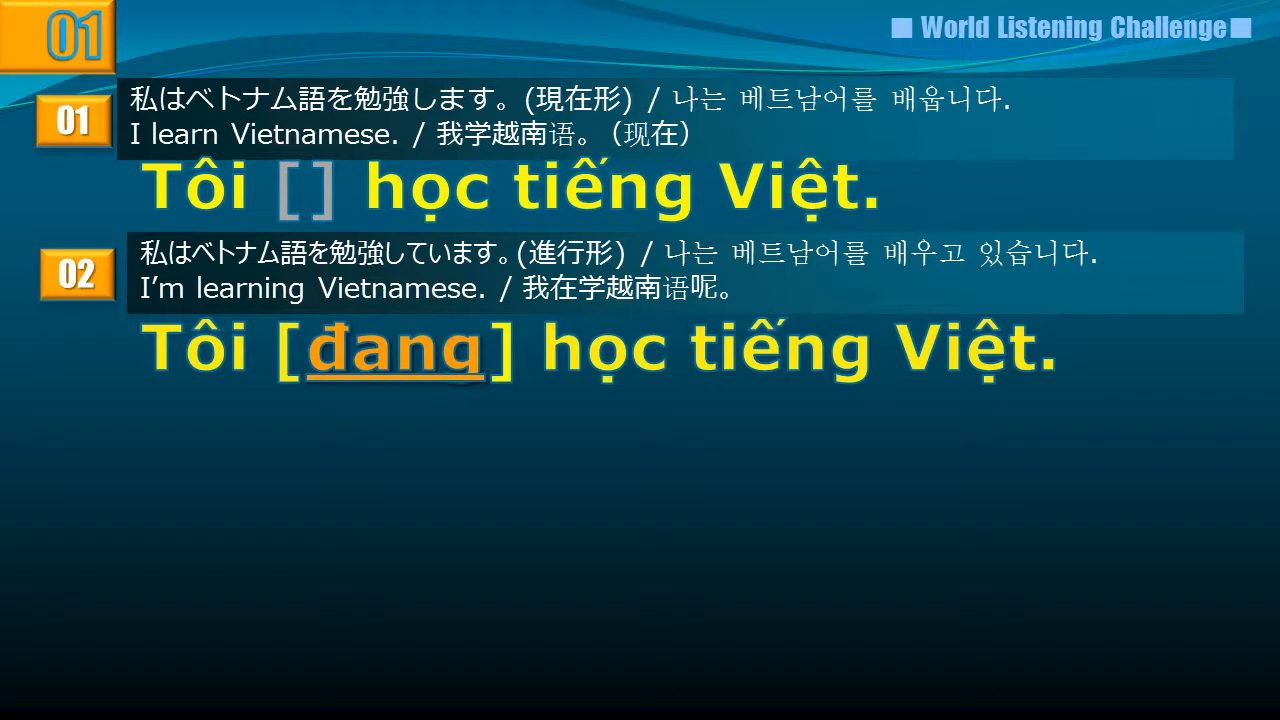 01
■ World Listening Challenge■
01
私はベトナム語を勉強します。(現在形) / 나는 베트남어를 배웁니다.
I learn Vietnamese. / 我学越南语。（现在）
Tôi [] học tiếng Việt.
02
私はベトナム語を勉強しています。(進行形) / 나는 베트남어를 배우고 있습니다.
I’m learning Vietnamese. / 我在学越南语呢。
Tôi [đang] học tiếng Việt.